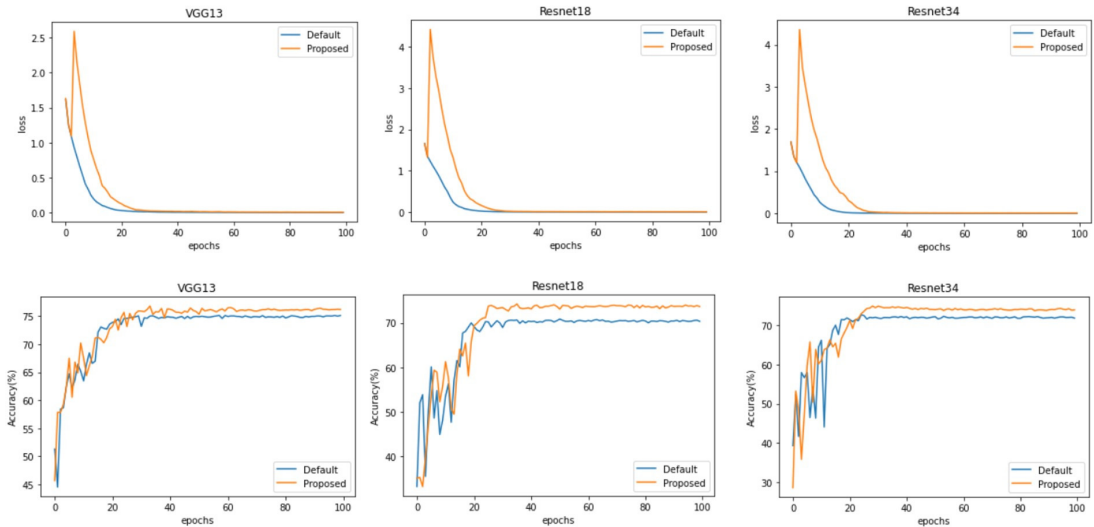 VGG13
2.5
2.0
1.5
1.0
0.5
0.0
loss
Default
Proposed
0 20 40 60 80 100
epochs
Resnet18
4
3
2
1
0
loss
Default
Proposed
0 20 40 60 80 100
epochs
Resnet34
4
3
2
1
0
loss
Default
Proposed
0 20 40 60 80 100
epochs
VGG13
75
70
65
60
55
50
45
Accuracy(%)
Default
Proposed
0 20 40 60 80 100
epochs
Resnet18
70
60
50
40
Accuracy(%)
Default
Proposed
0 20 40 60 80 100
epochs
Resnet34
70
60
50
40
30
Accuracy(%)
Default
Proposed
0 20 40 60 80 100
epochs